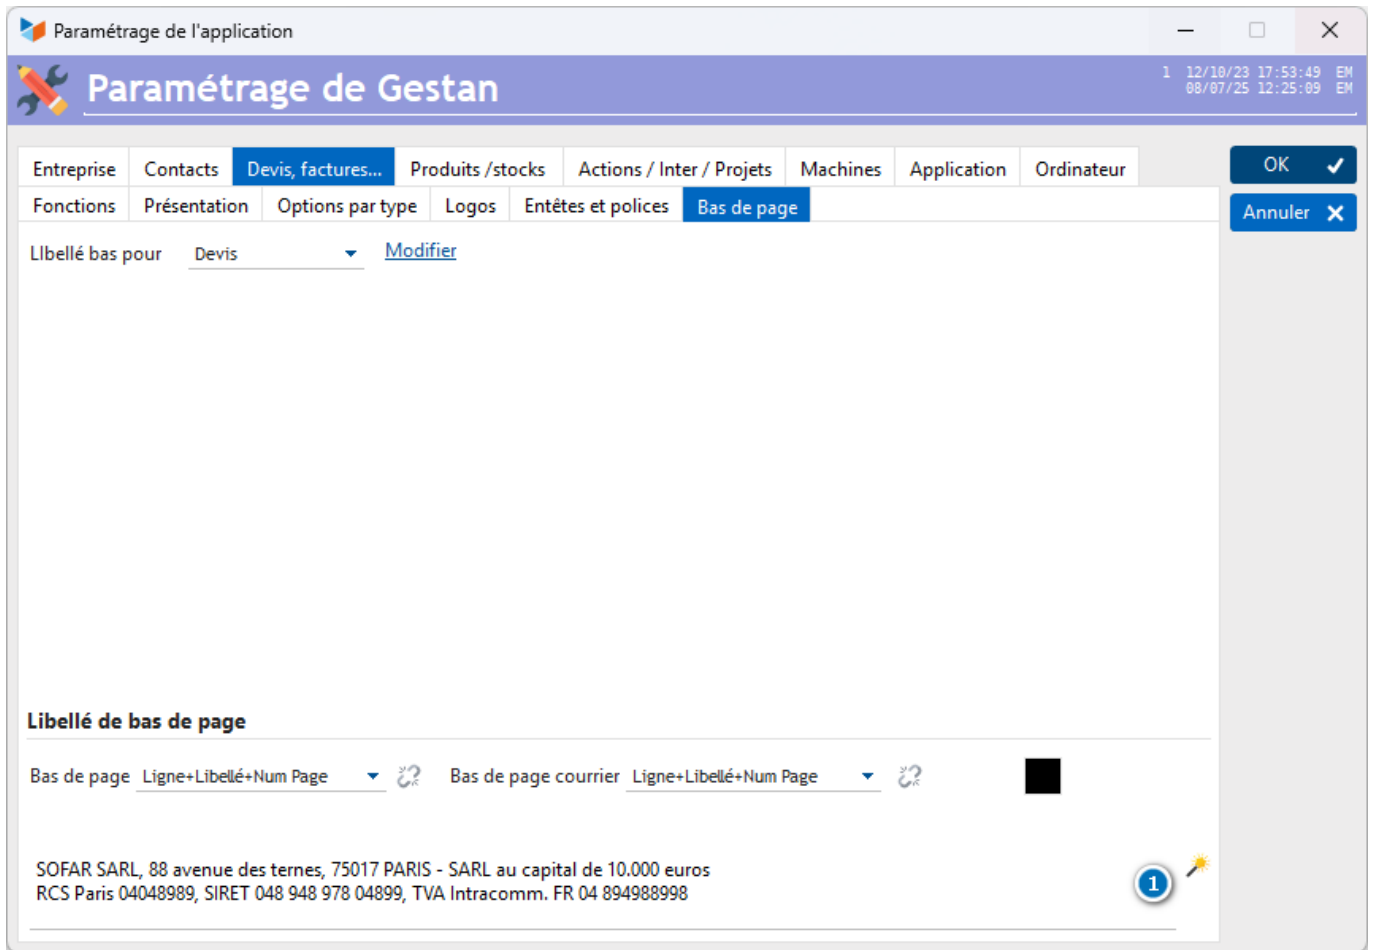 Paramétrage de l'application
Paramétrage de Gestan
1 12/10/23 17:53:49 EM
08/07/25 12:25:09 EM
Entreprise Contacts Devis, factures... Produits /stocks Actions / Inter / Projets Machines Application Ordinateur
OK
Fonctions Présentation Options par type Logos Entêtes et polices Bas de page
Annuler
LIbellé bas pour Devis Modifier
Libellé de bas de page
Bas de page Ligne+Libellé+Num Page Bas de page courrier Ligne+Libellé+Num Page
SOFAR SARL, 88 avenue des ternes, 75017 PARIS - SARL au capital de 10.000 euros
RCS Paris 04048989, SIRET 048 948 978 04899, TVA Intracomm. FR 04 894988998
1